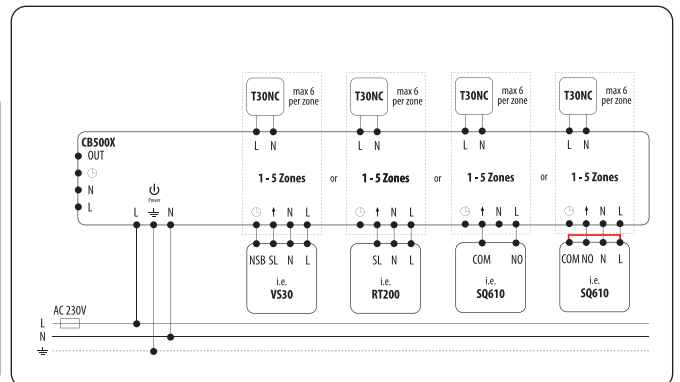 T30NC max 6 per zone T30NC max 6 per zone T30NC max 6 per zone T30NC max 6 per zone
CB500X
OUT
L N L N L N L N
N
L
1 - 5 Zones or 1 - 5 Zones or 1 - 5 Zones or 1 - 5 Zones
Power
L N
N L N L N L N L
NSB SL N L SL N L COM NO COM NO N L
i.e. i.e. i.e. i.e.
VS30 RT200 SQ610 SQ610
AC 230V
L
N